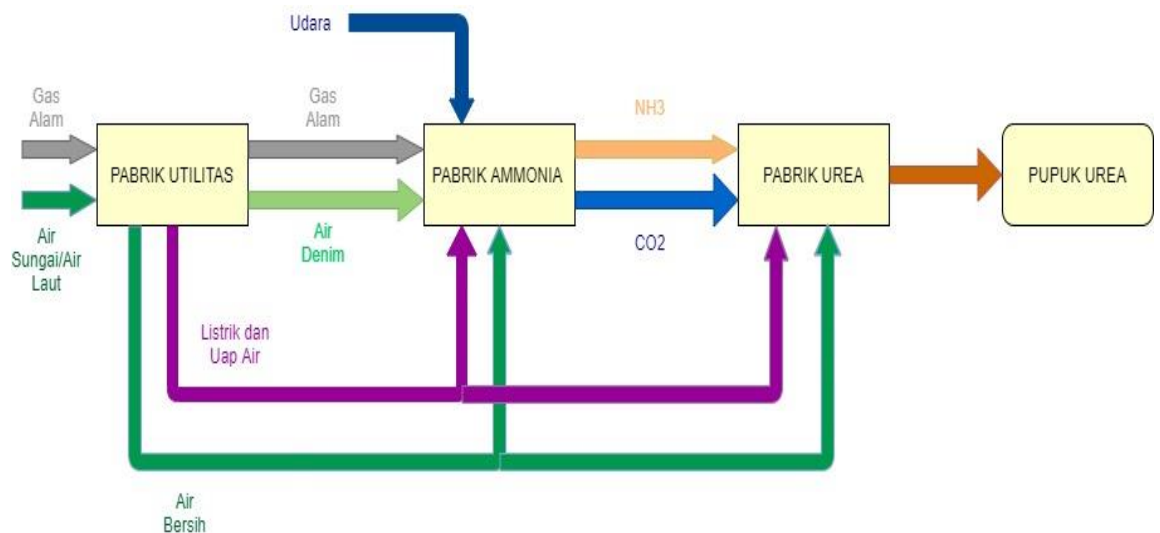 Udara
Gas
Alam
Gas
Alam
NH3
PABRIK UTILITAS
PABRIK AMMONIA
PABRIK UREA
PUPUK UREA
Air
Sungai/Air
Laut
Air
Denim
CO2
Listrik dan
Uap Air
Air
Bersih